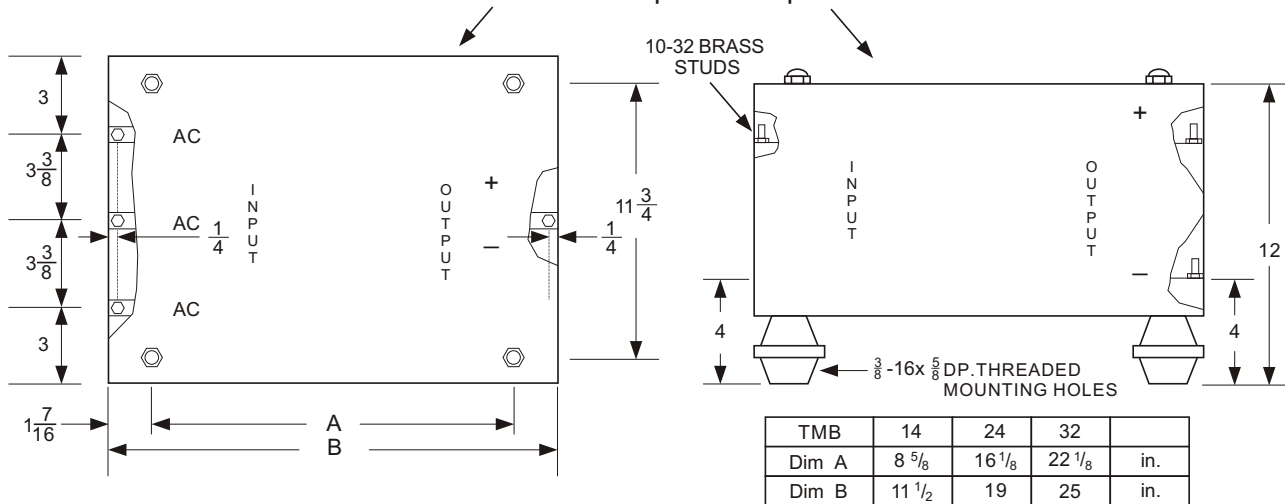 10-32 BRASS
STUDS
3
3 3/8
3 3/8
3
1 7/16
AC
AC
AC
1/4
INPUT
OUTPUT
+
–
1/4
11 3/4
A
B
INPUT
OUTPUT
+
–
4
4
12
3/8 -16x 5/8 DP.THREADED
MOUNTING HOLES
TMB 14 24 32
Dim A 8 5/8 16 1/8 22 1/8 in.
Dim B 11 1/2 19 25 in.